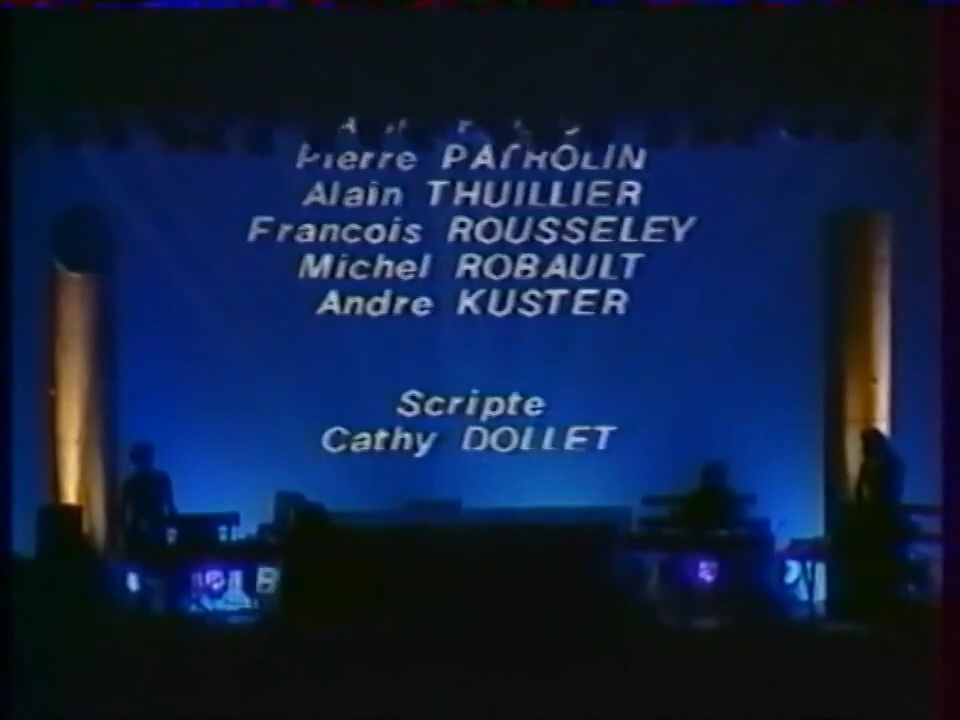 Pierre PATROLIN
Alain THUILLIER
Francois ROUSSELEY
Michel ROBAULT
Andre KUSTER
Scripte
Cathy DOLLET